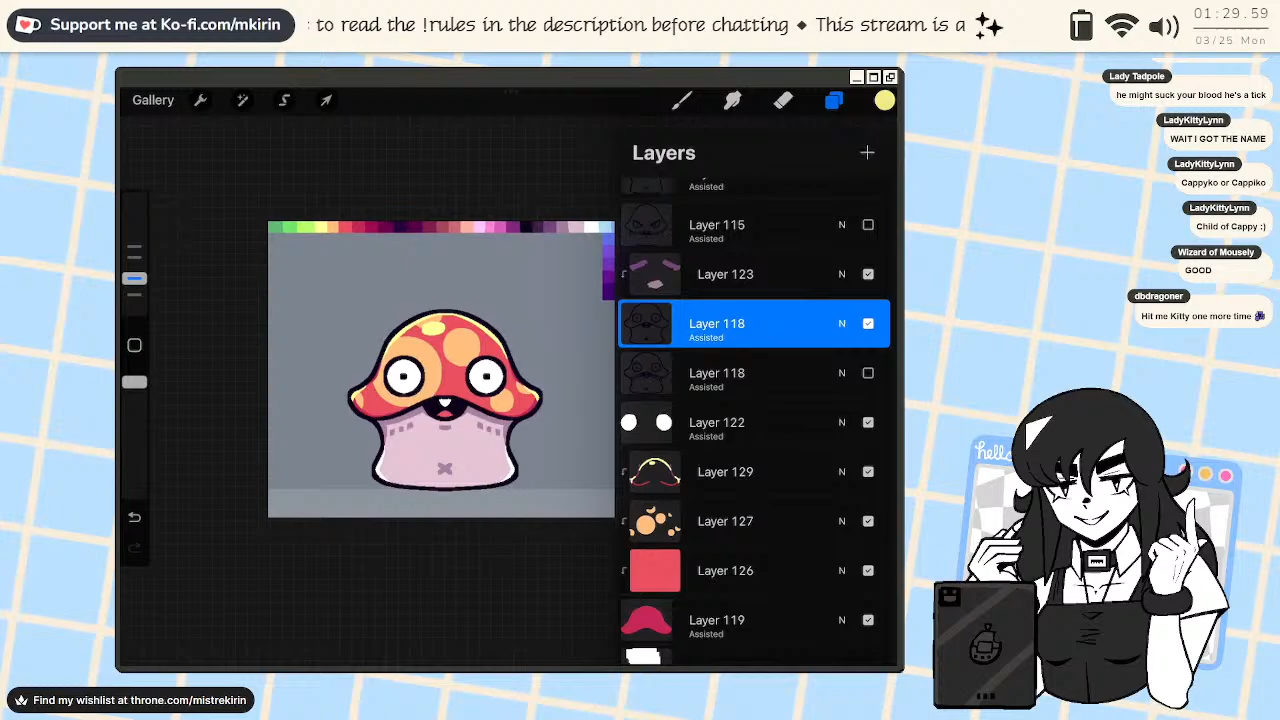 Support me at Ko-fi.com/mkirin
to read the !rules in the description before chatting ◆ This stream is a
01:29.59
03/25 Mon
Gallery
Layers
Assisted
Layer 115
N
Assisted
Layer 123
N
Layer 118
N
Assisted
Layer 118
N
Assisted
Layer 122
N
Assisted
Layer 129
N
Layer 127
N
Layer 126
N
Layer 119
N
Assisted
Lady Tadpole
he might suck your blood he's a tick
LadyKittyLynn
WAIT I GOT THE NAME
LadyKittyLynn
Cappyko or Cappiko
LadyKittyLynn
Child of Cappy :)
Wizard of Mousely
GOOD
dbdragoner
Hit me Kitty one more time
hello
Find my wishlist at throne.com/mistrekirin